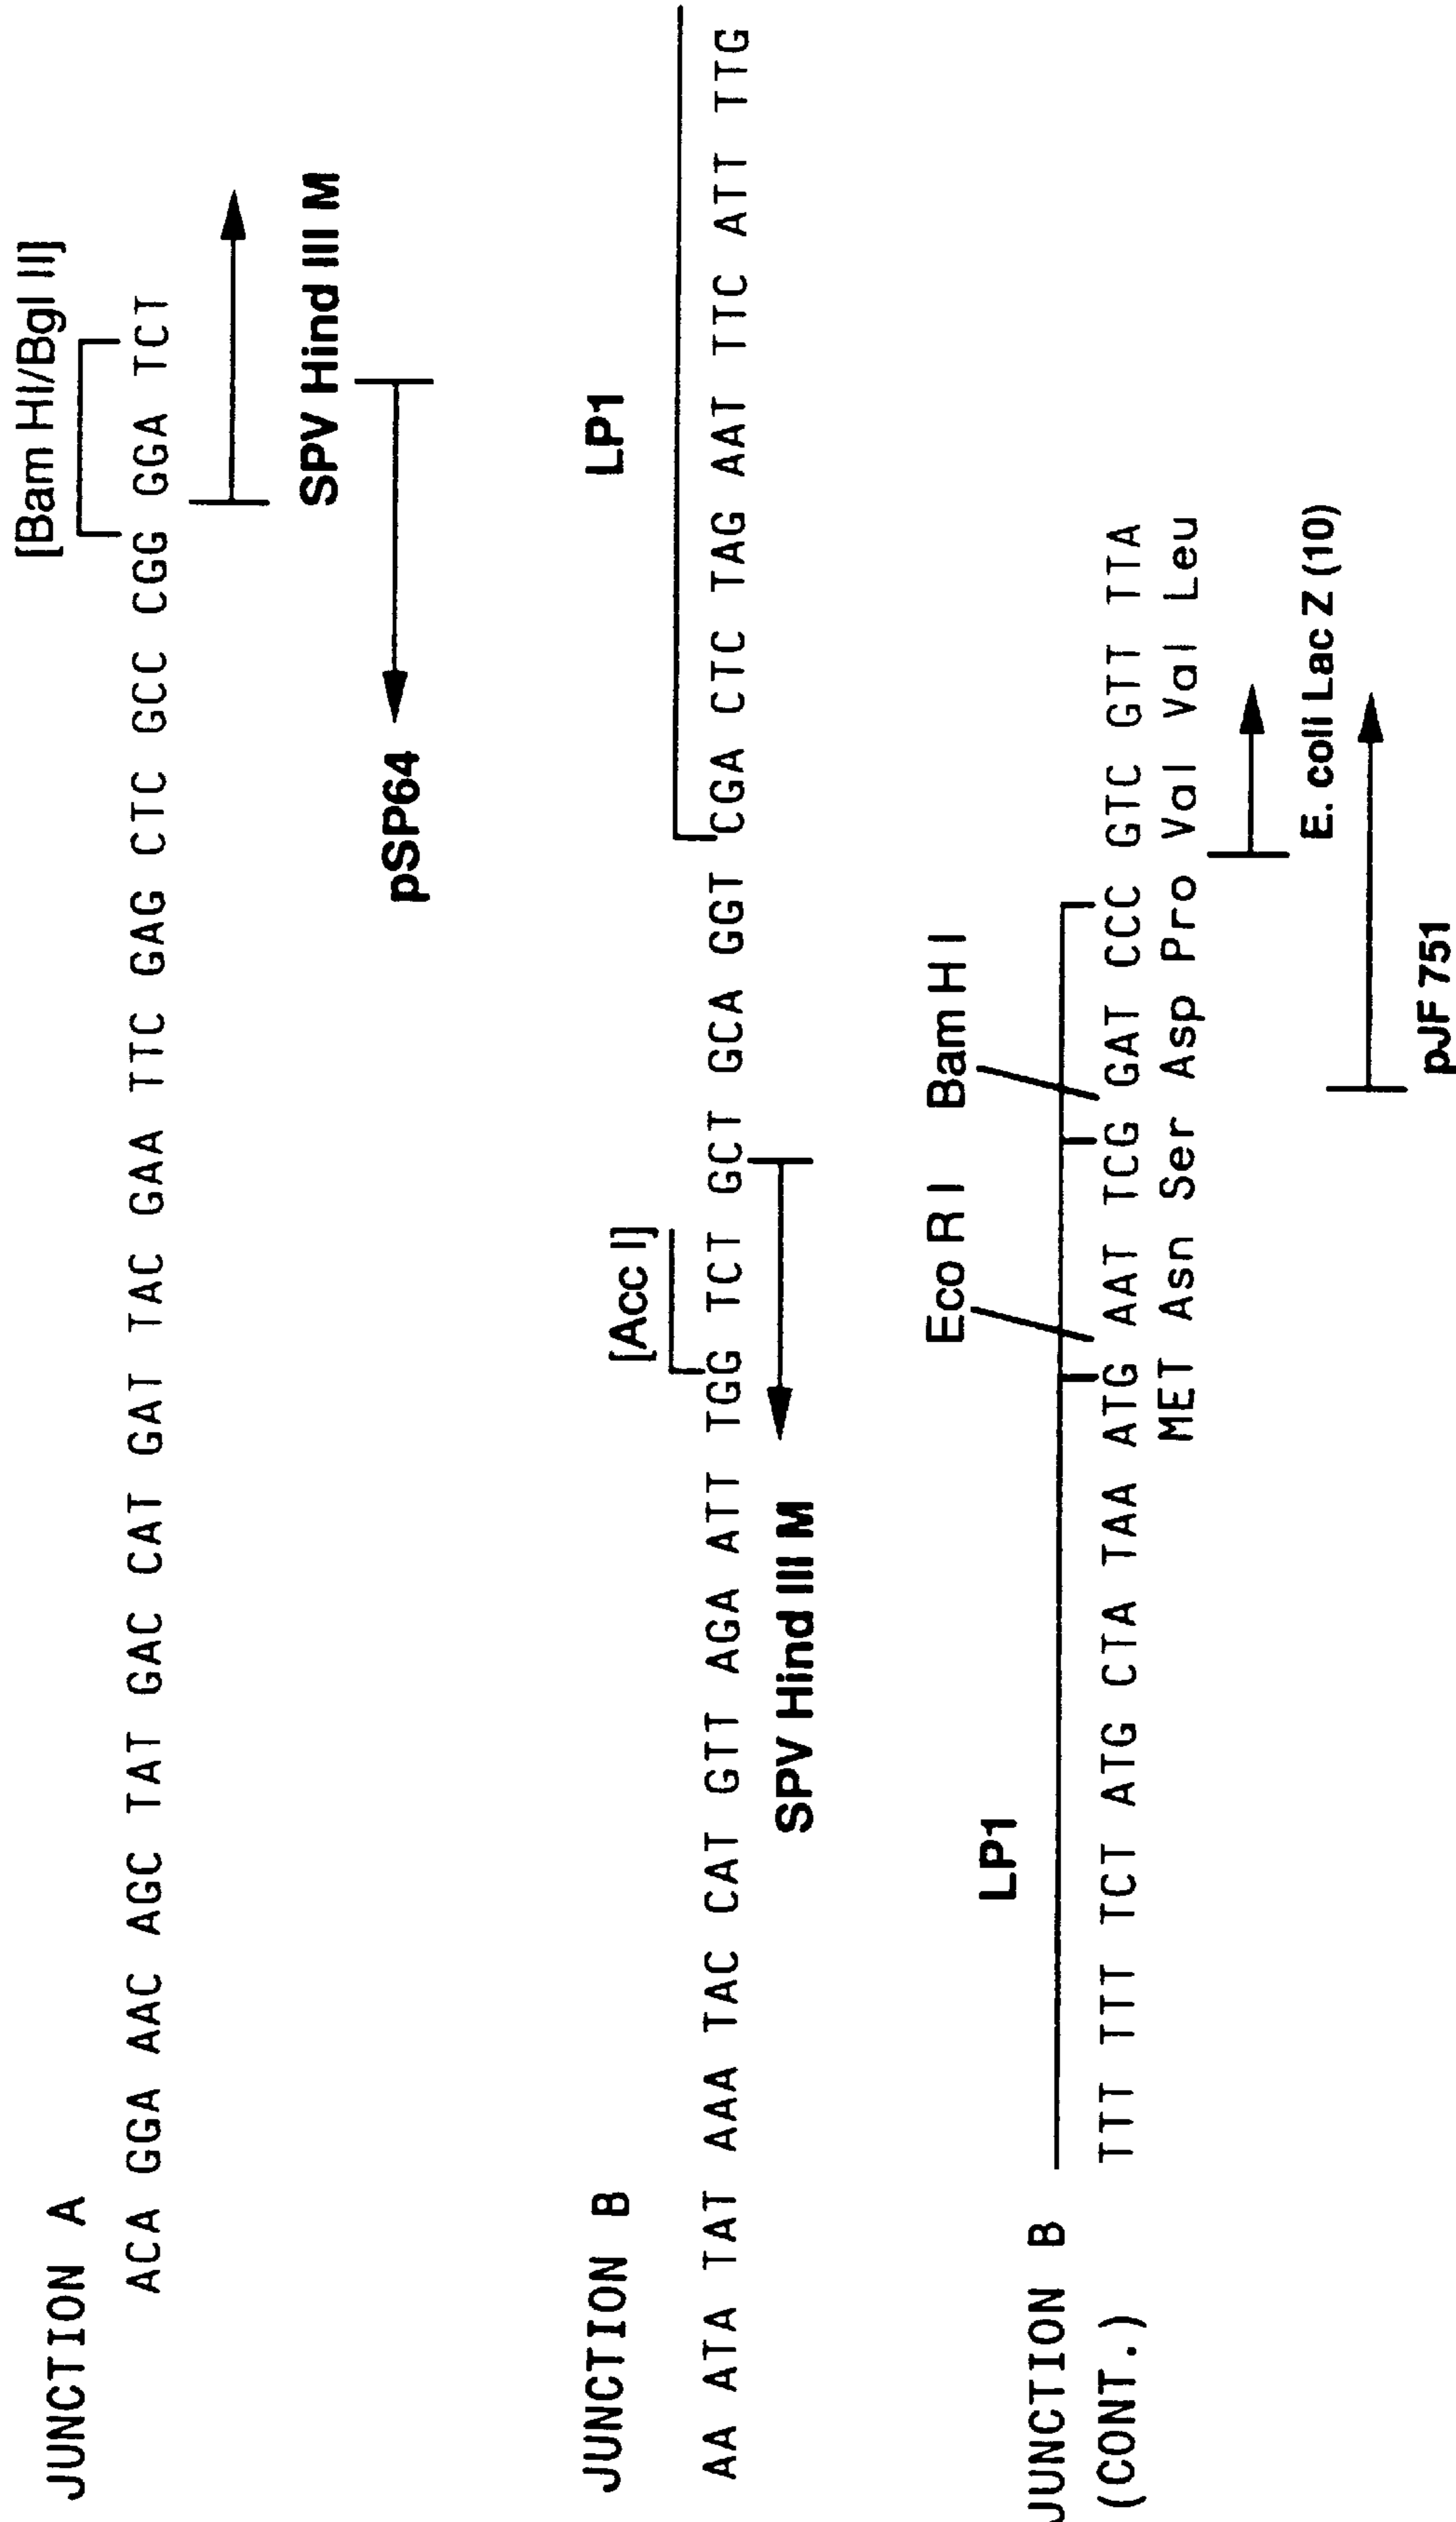 JUNCTION A
[Bam HI/Bgl II]
ACA GGA AAC AGC TAT GAC CAT GAT TAC GAA TTC GAG CTC GCC CGG GGA TCT
SPV Hind III M
pSP64
JUNCTION B
[Acc I]
LP1
AA ATA TAT AAA TAC CAT GTT AGA ATT TGG TCT GCT GCA GGT CGA CTC TAG AAT TTC ATT TTG
SPV Hind III M
JUNCTION B
(CONT.)
LP1
Eco R I
Bam H I
TTT TTT TCT ATG CTA TAA ATG AAT TCG GAT CCC GTC GTT TTA
MET Asn Ser Asp Pro Val Val Leu
E. coli Lac Z (10)
pJF 751